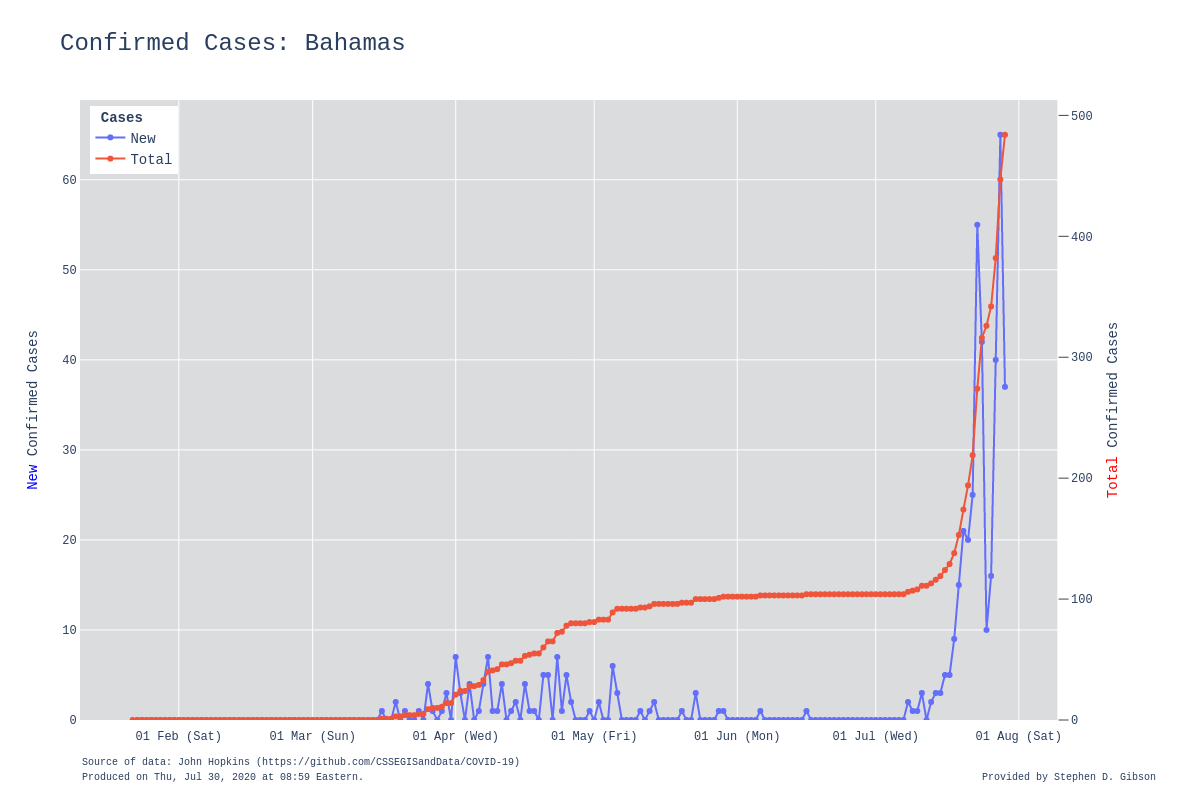 Confirmed Cases: Bahamas
Cases
New
Total
60
50
40
30
20
10
0
500
400
300
200
100
0
New Confirmed Cases
Total Confirmed Cases
01 Feb (Sat) 01 Mar (Sun) 01 Apr (Wed) 01 May (Fri) 01 Jun (Mon) 01 Jul (Wed) 01 Aug (Sat)
Source of data: John Hopkins (https://github.com/CSSEGISandData/COVID-19)
Produced on Thu, Jul 30, 2020 at 08:59 Eastern.
Provided by Stephen D. Gibson